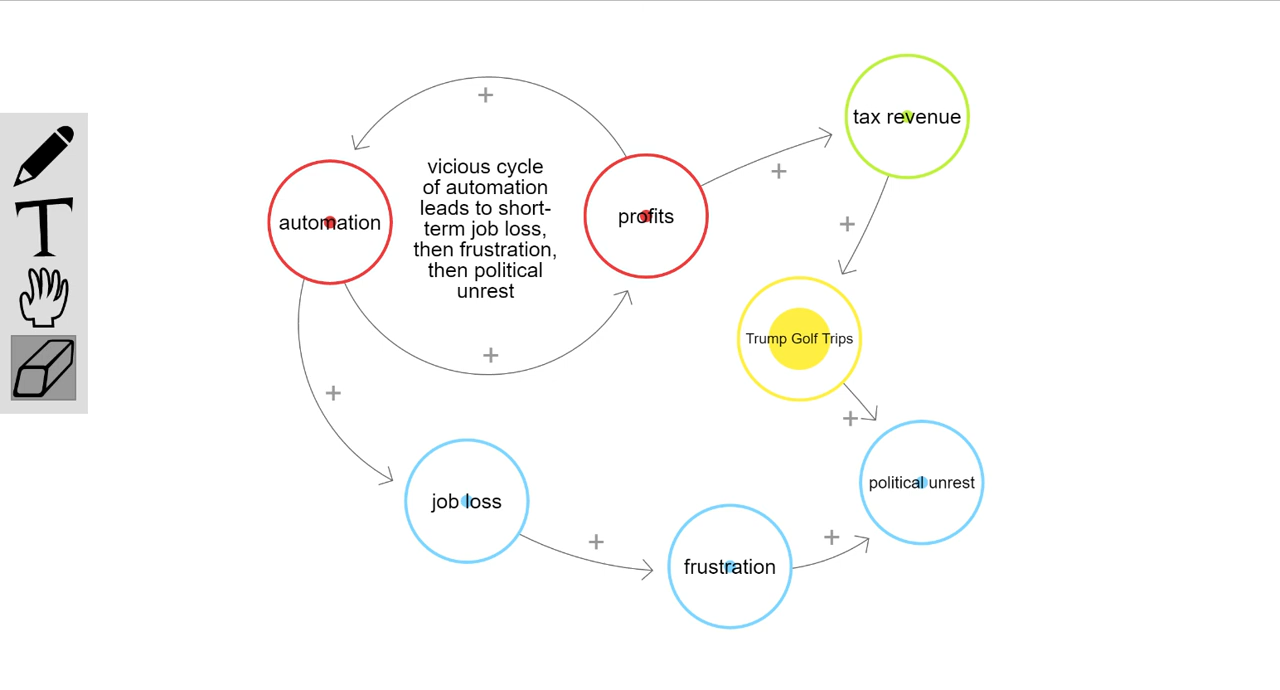 tax revenue
+
vicious cycle
of automation
leads to short-
term job loss,
then frustration,
then political
unrest
+
automation
profits
+
+
Trump Golf Trips
+
+
+
political unrest
job loss
+
+
frustration
T